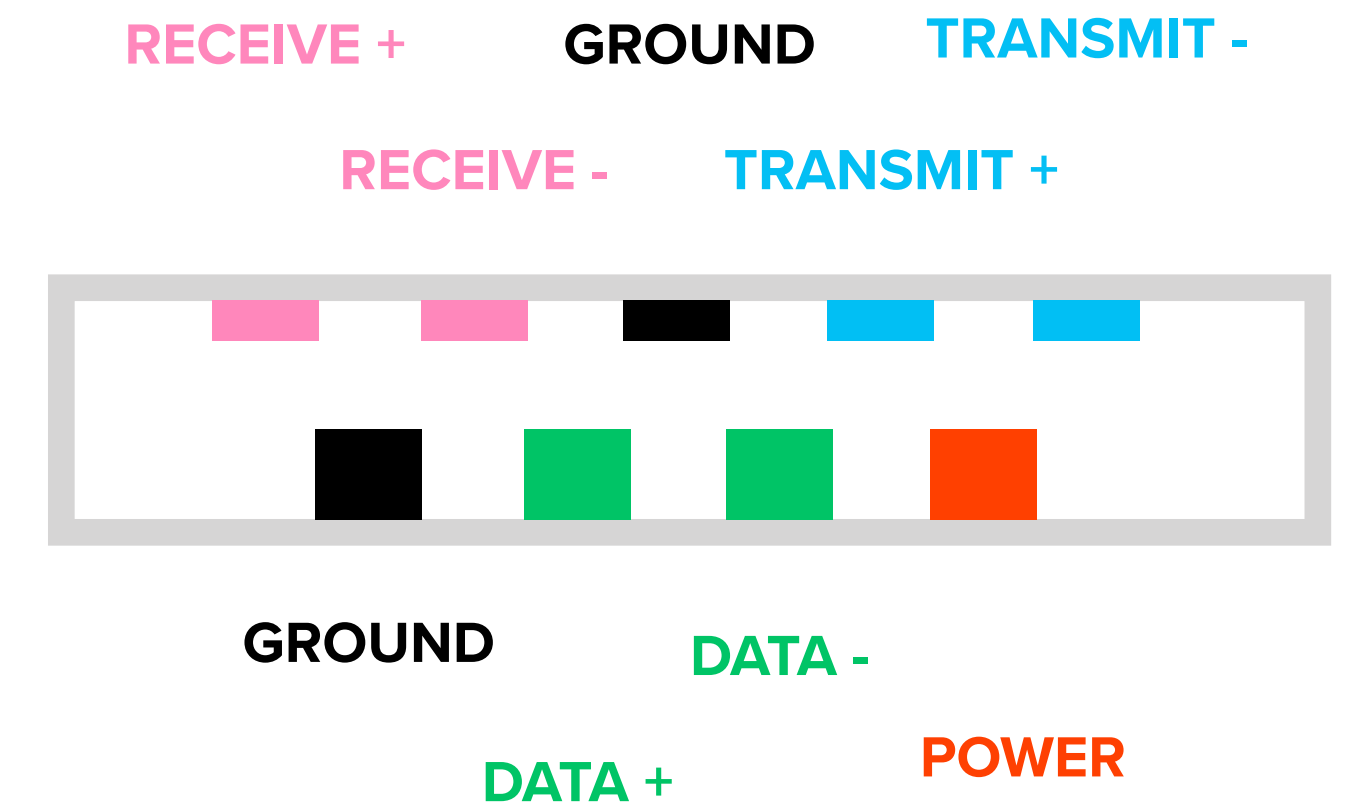 RECEIVE +
GROUND
TRANSMIT -
RECEIVE -
TRANSMIT +
GROUND
DATA -
DATA +
POWER